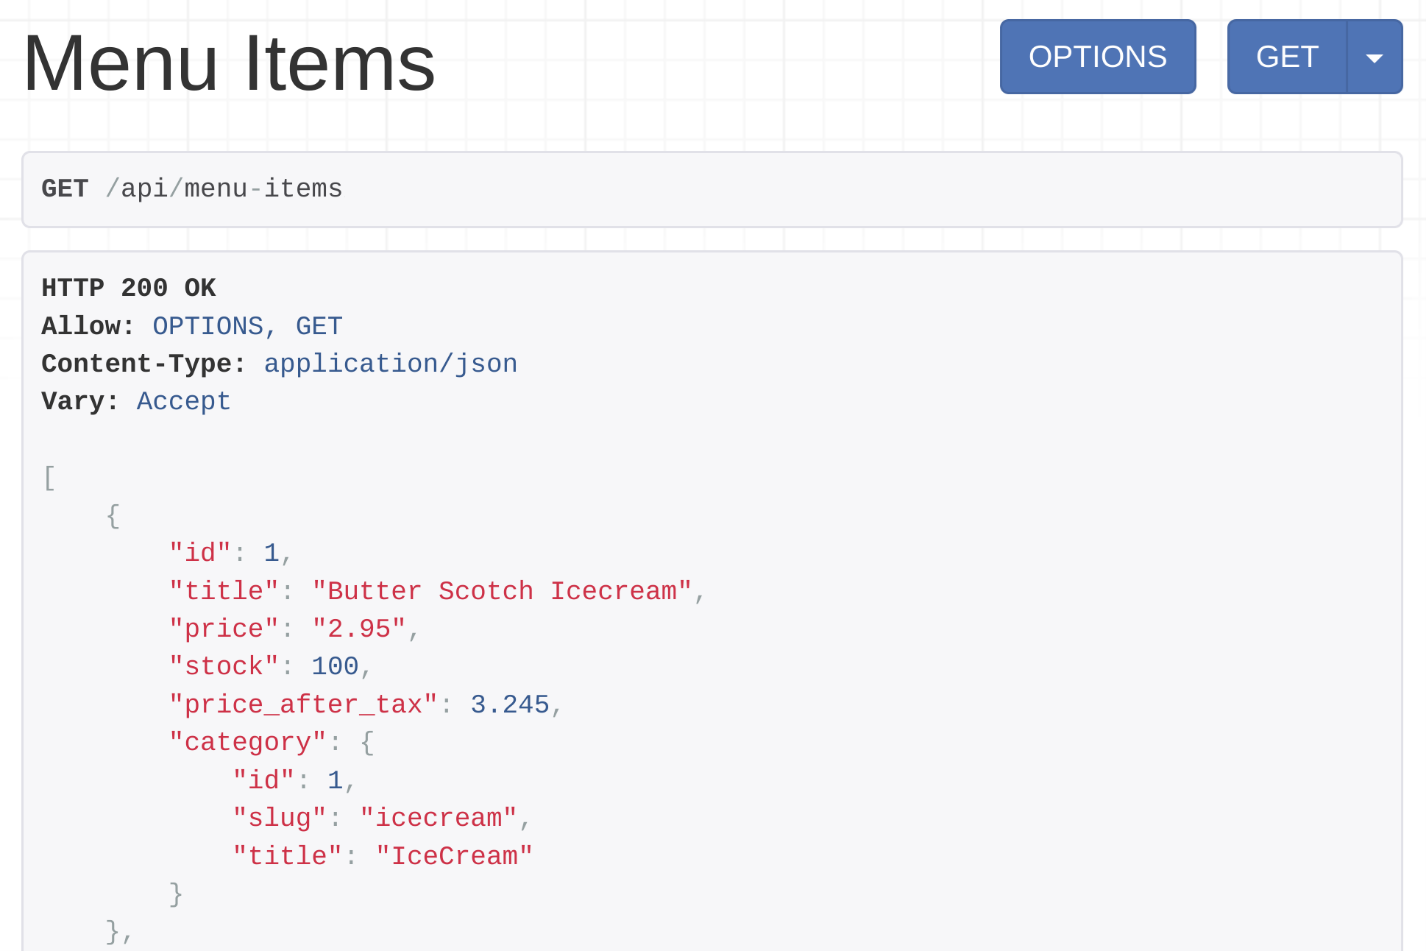 Menu Items
OPTIONS GET
GET /api/menu-items
HTTP 200 OK
Allow: OPTIONS, GET
Content-Type: application/json
Vary: Accept
[
    {
        "id": 1,
        "title": "Butter Scotch Icecream",
        "price": "2.95",
        "stock": 100,
        "price_after_tax": 3.245,
        "category": {
            "id": 1,
            "slug": "icecream",
            "title": "IceCream"
        }
    },